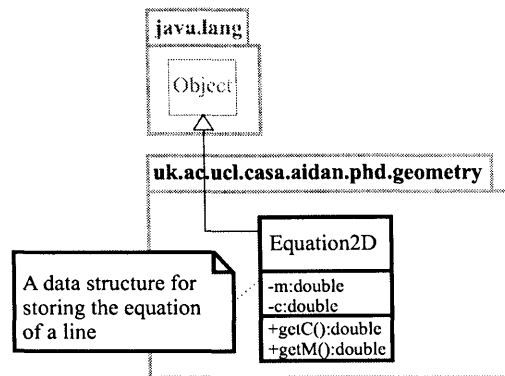 java.lang
Object
uk.ac.ucl.casa.aidan.phd.geometry
Equation2D
-m:double
-c:double
+getC():double
+getM():double
A data structure for
storing the equation
of a line